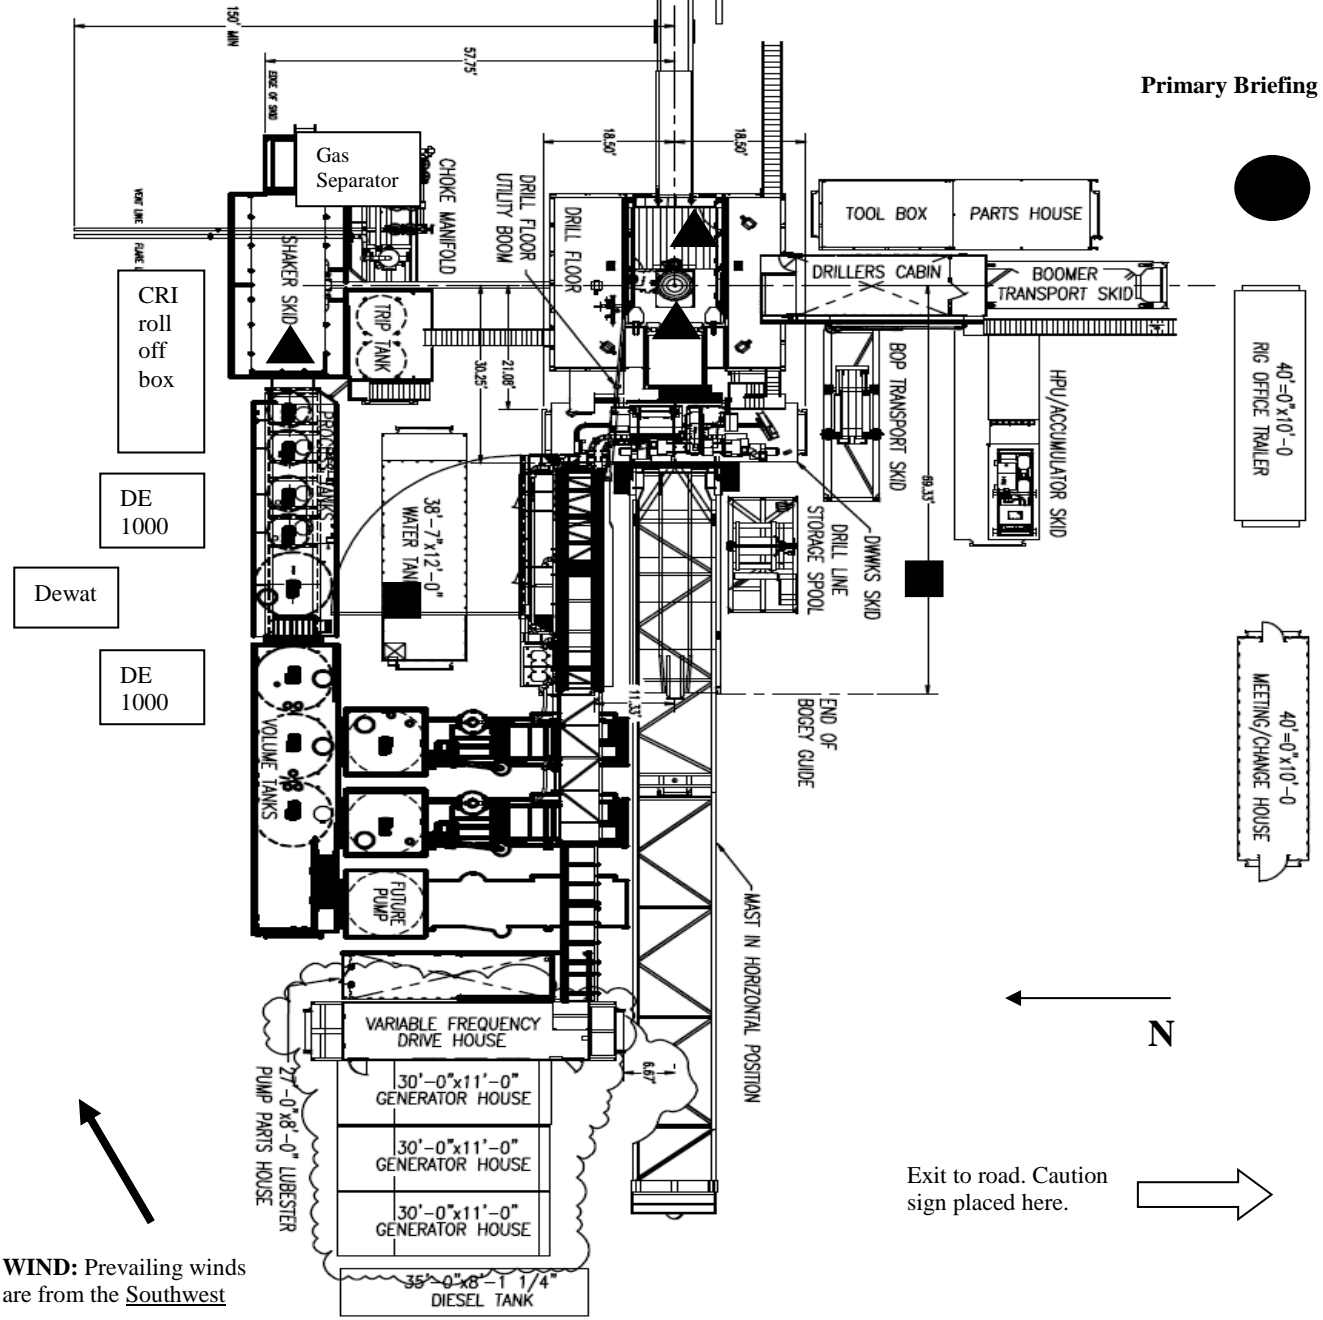 150' MIN
57.75'
EDGE OF SKID
Primary Briefing
18.50'
18.50'
Gas
Separator
CHOKE MANIFOLD
DRILL FLOOR
UTILITY BOOM
DRILL FLOOR
TOOL BOX
PARTS HOUSE
VENT LINE
SHAKER SKID
DRILLERS CABIN
BOOMER
TRANSPORT SKID
CRI
roll
off
box
TRIP TANK
30.25'
21.08'
BOP TRANSPORT SKID
HPU/ACCUMULATOR SKID
40'=0"x10'-0
RIG OFFICE TRAILER
DE
1000
PROCESS TANKS
38'-7"x12'-0"
WATER TANK
69.33'
DRILL LINE
STORAGE SPOOL
DWWKS SKID
Dewat
DE
1000
VOLUME TANKS
11.33'
END OF
BOGEY GUIDE
40'=0"x10'-0
MEETING/CHANGE HOUSE
FUTURE
PUMP
MAST IN HORIZONTAL POSITION
N
VARIABLE FREQUENCY
DRIVE HOUSE
6.67'
27'-0"x8'-0" LUBESTER
PUMP PARTS HOUSE
30'-0"x11'-0"
GENERATOR HOUSE
30'-0"x11'-0"
GENERATOR HOUSE
30'-0"x11'-0"
GENERATOR HOUSE
Exit to road. Caution
sign placed here.
WIND: Prevailing winds
are from the Southwest
35'-0"x8'-1 1/4"
DIESEL TANK